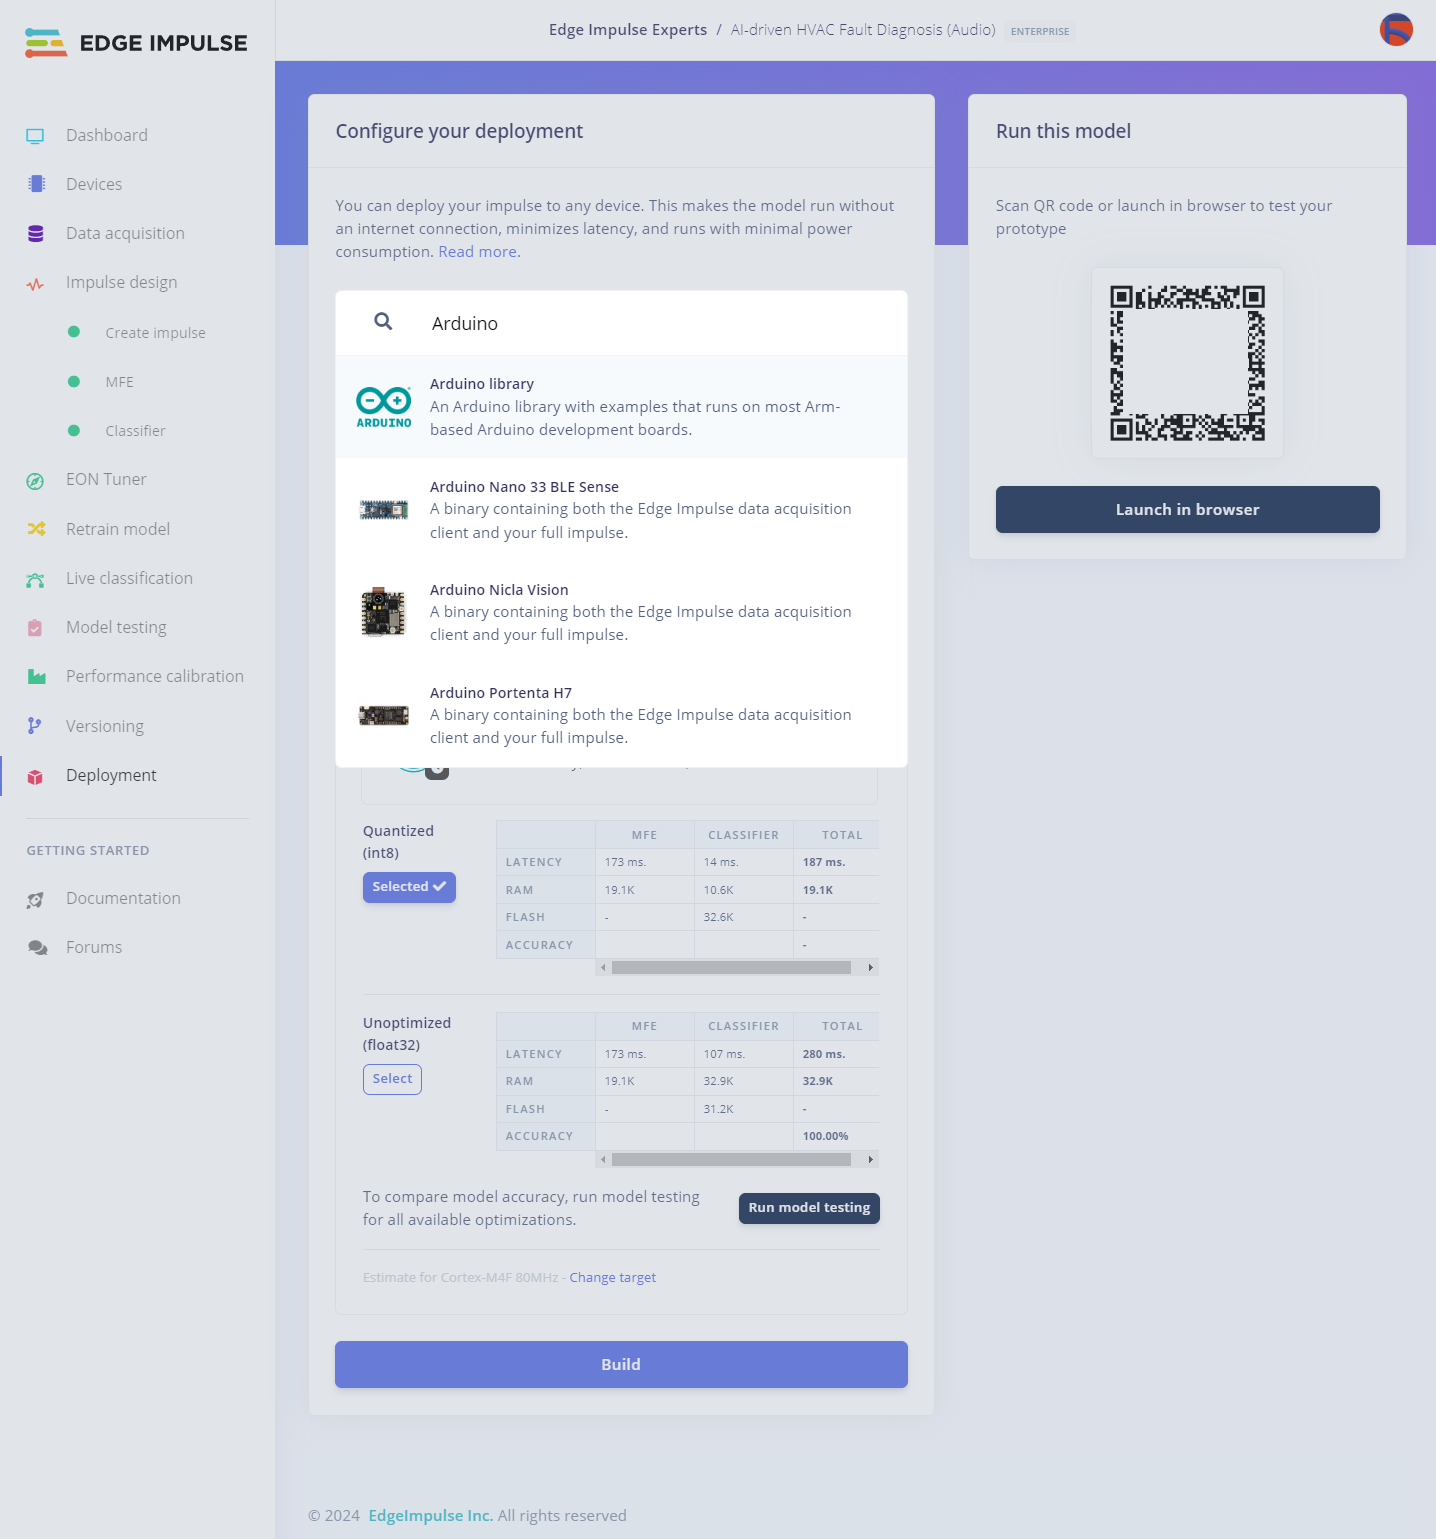 EDGE IMPULSE
Edge Impulse Experts / AI-driven HVAC Fault Diagnosis (Audio) ENTERPRISE
Dashboard
Devices
Data acquisition
Impulse design
Create impulse
MFE
Classifier
EON Tuner
Retrain model
Live classification
Model testing
Performance calibration
Versioning
Deployment
GETTING STARTED
Documentation
Forums
Configure your deployment
You can deploy your impulse to any device. This makes the model run without
an internet connection, minimizes latency, and runs with minimal power
consumption. Read more.
Arduino
ARDUINO
Arduino library
An Arduino library with examples that runs on most Arm-
based Arduino development boards.
Arduino Nano 33 BLE Sense
A binary containing both the Edge Impulse data acquisition
client and your full impulse.
Arduino Nicla Vision
A binary containing both the Edge Impulse data acquisition
client and your full impulse.
Arduino Portenta H7
A binary containing both the Edge Impulse data acquisition
client and your full impulse.
Quantized
(int8)
Selected
MFE CLASSIFIER TOTAL
LATENCY 173 ms. 14 ms. 187 ms.
RAM 19.1K 10.6K 19.1K
FLASH - 32.6K -
ACCURACY -
Unoptimized
(float32)
Select
MFE CLASSIFIER TOTAL
LATENCY 173 ms. 107 ms. 280 ms.
RAM 19.1K 32.9K 32.9K
FLASH - 31.2K -
ACCURACY 100.00%
To compare model accuracy, run model testing
for all available optimizations.
Run model testing
Estimate for Cortex-M4F 80MHz - Change target
Build
Run this model
Scan QR code or launch in browser to test your
prototype
Launch in browser
© 2024 EdgeImpulse Inc. All rights reserved